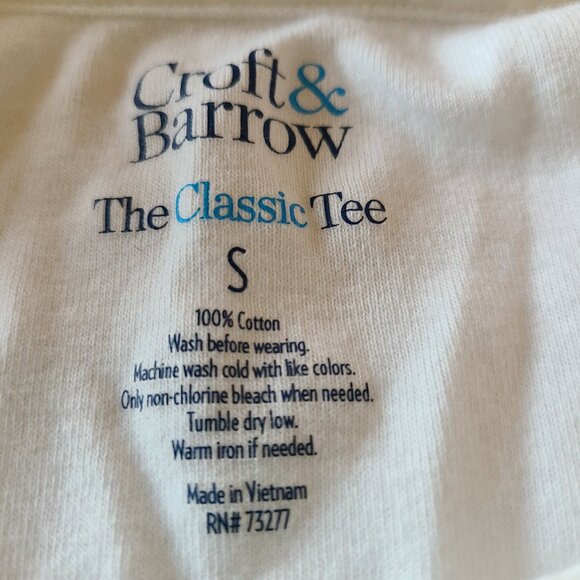 Croft &
Barrow
The Classic Tee
S
100% Cotton
Wash before wearing.
Machine wash cold with like colors.
Only non-chlorine bleach when needed.
Tumble dry low.
Warm iron if needed.
Made in Vietnam
RN# 73277